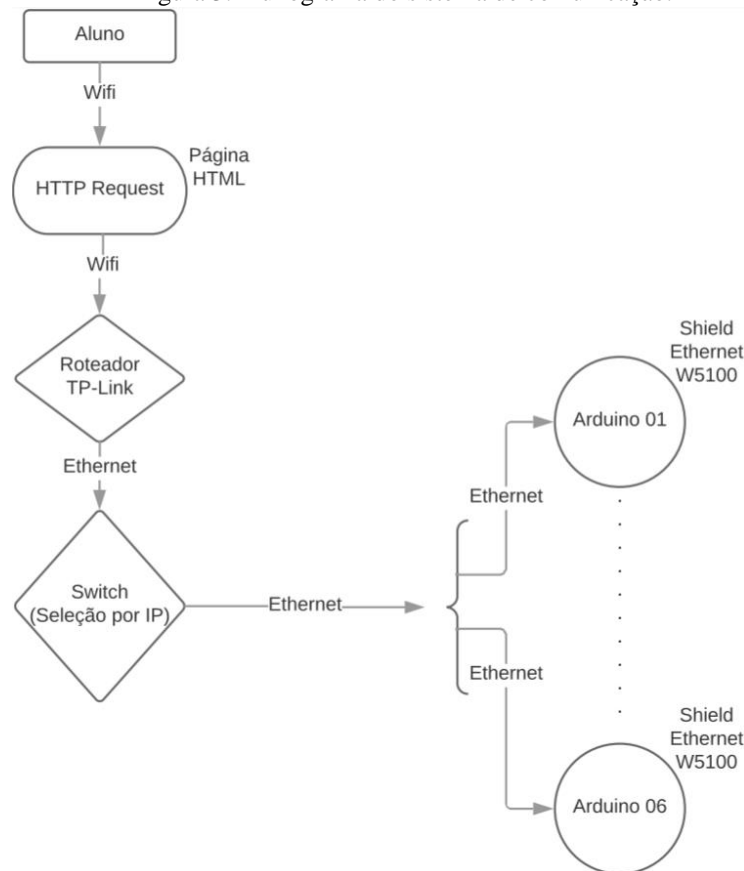 Aluno
Wifi
HTTP Request
Página
HTML
Wifi
Roteador
TP-Link
Ethernet
Switch
(Seleção por IP)
Ethernet
Ethernet
Ethernet
Shield
Ethernet
W5100
Arduino 01
Shield
Ethernet
W5100
Arduino 06